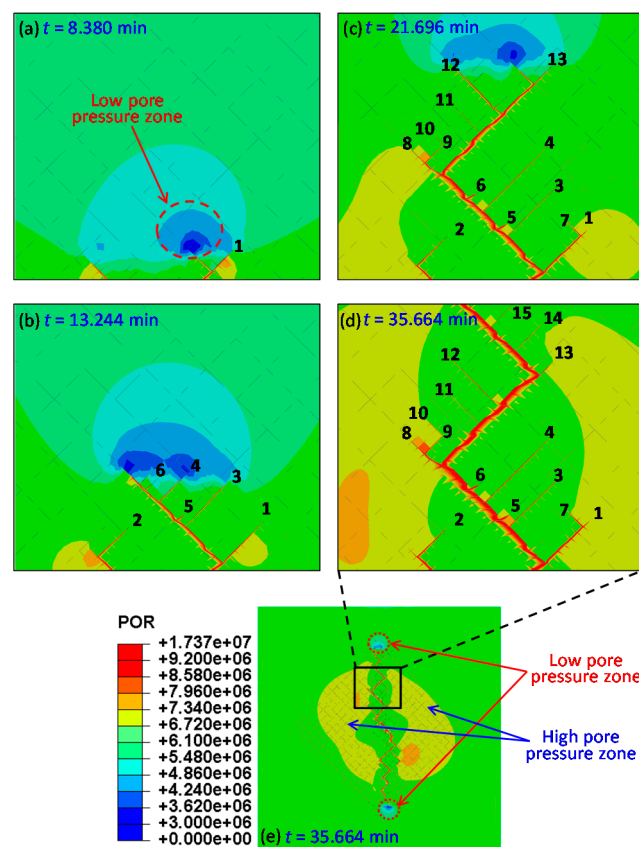 (a) t = 8.380 min
Low pore
pressure zone
1
(c) t = 21.696 min
12
13
11
10
8
9
4
6
3
5
7
1
2
(b) t = 13.244 min
6
4
3
2
5
1
(d) t = 35.664 min
15
14
12
13
11
10
8
9
4
6
3
5
7
1
2
POR
+1.737e+07
+9.200e+06
+8.580e+06
+7.960e+06
+7.340e+06
+6.720e+06
+6.100e+06
+5.480e+06
+4.860e+06
+4.240e+06
+3.620e+06
+3.000e+06
+0.000e+00
Low pore
pressure zone
High pore
pressure zone
(e) t = 35.664 min